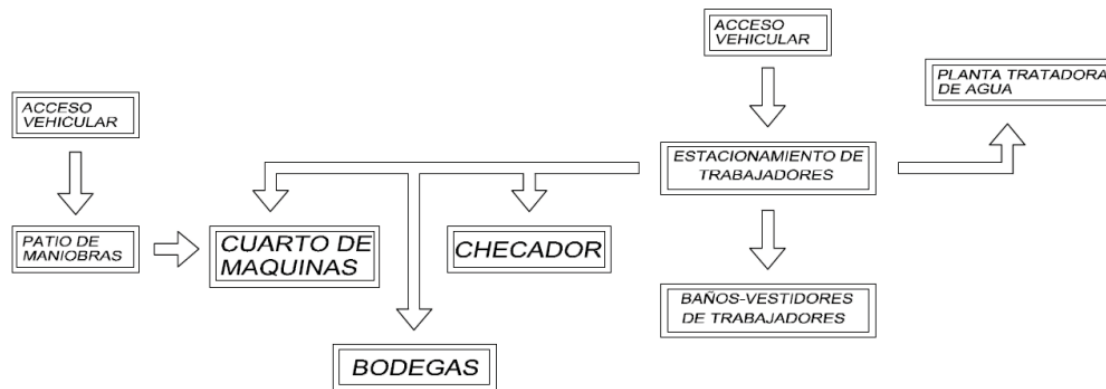 ACCESO
VEHICULAR
PLANTA TRATADORA
DE AGUA
ACCESO
VEHICULAR
ESTACIONAMIENTO DE
TRABAJADORES
PATIO DE
MANIOBRAS
CUARTO DE
MAQUINAS
CHECADOR
BAÑOS-VESTIDORES
DE TRABAJADORES
BODEGAS